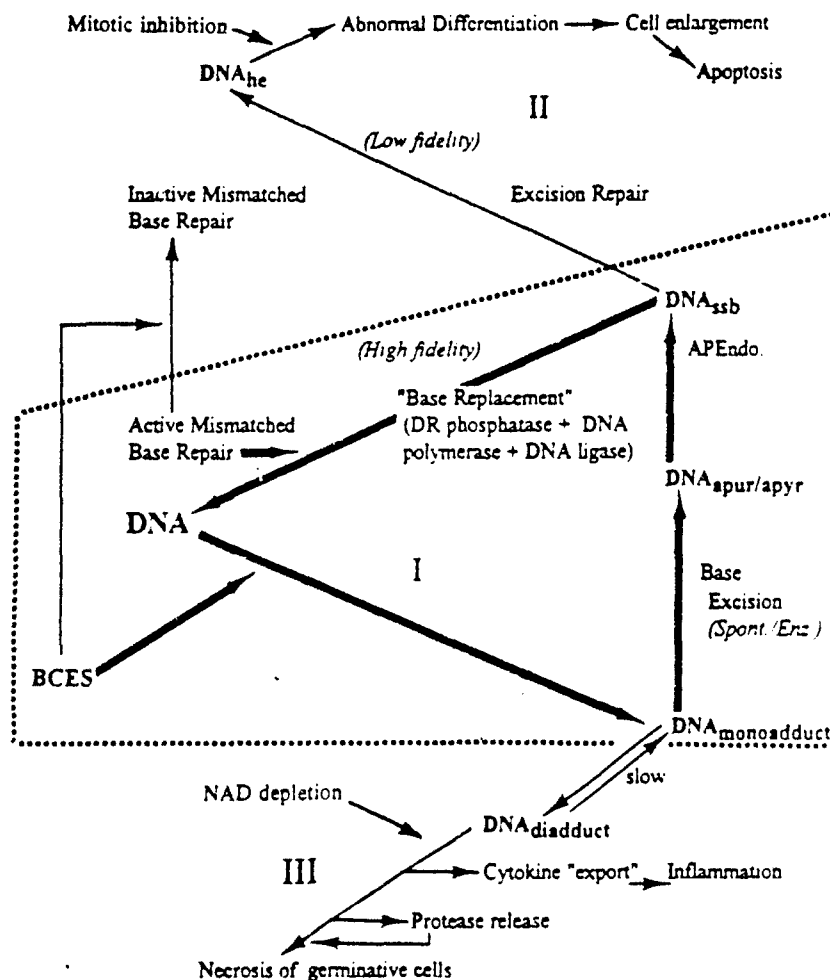 Mitotic inhibition
Abnormal Differentiation
Cell enlargement
DNAhe
Apoptosis
II
(Low fidelity)
Inactive Mismatched
Base Repair
Excision Repair
DNAssb
(High fidelity)
APEndo.
"Base Replacement"
(DR phosphatase + DNA
polymerase + DNA ligase)
Active Mismatched
Base Repair
DNAapur/apyr
DNA
I
Base
Excision
(Spont./Enz.)
BCES
DNAmonoadduct
slow
NAD depletion
DNAdiadduct
III
Cytokine "export"
Inflammation
Protease release
Necrosis of germinative cells